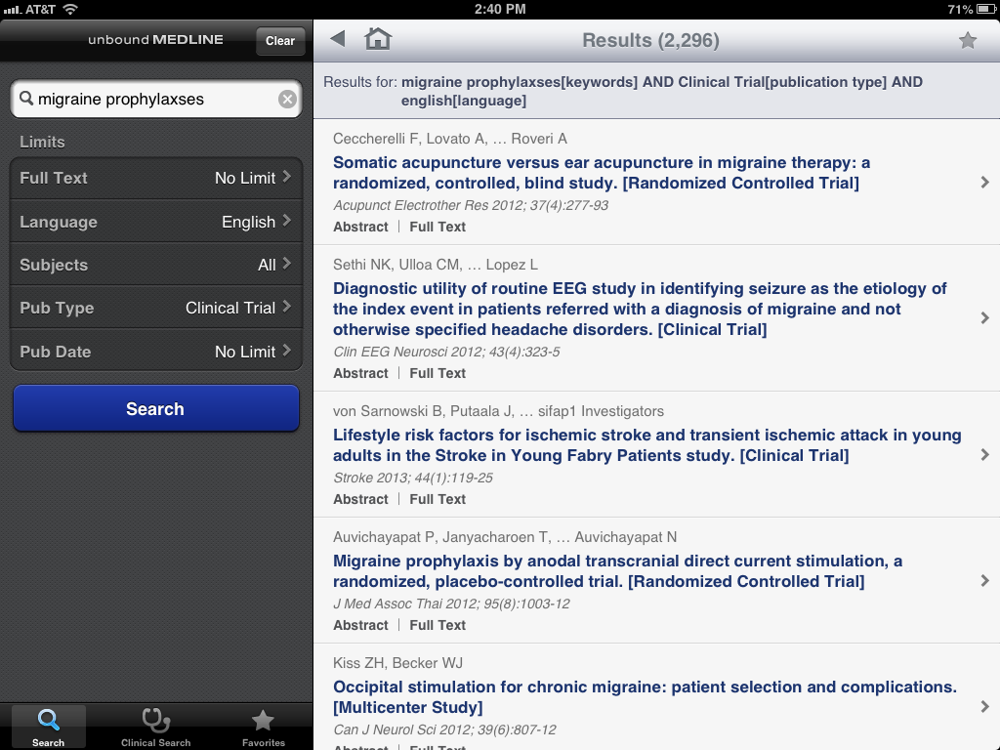 AT&T 2:40 PM 71%
unbound MEDLINE Clear
migraine prophylaxses
Limits
Full Text No Limit
Language English
Subjects All
Pub Type Clinical Trial
Pub Date No Limit
Search
Search Clinical Search Favorites
Results (2,296)
Results for: migraine prophylaxses[keywords] AND Clinical Trial[publication type] AND
english[language]
Ceccherelli F, Lovato A, … Roveri A
Somatic acupuncture versus ear acupuncture in migraine therapy: a
randomized, controlled, blind study. [Randomized Controlled Trial]
Acupunct Electrother Res 2012; 37(4):277-93
Abstract | Full Text
Sethi NK, Ulloa CM, … Lopez L
Diagnostic utility of routine EEG study in identifying seizure as the etiology of
the index event in patients referred with a diagnosis of migraine and not
otherwise specified headache disorders. [Clinical Trial]
Clin EEG Neurosci 2012; 43(4):323-5
Abstract | Full Text
von Sarnowski B, Putaala J, … sifap1 Investigators
Lifestyle risk factors for ischemic stroke and transient ischemic attack in young
adults in the Stroke in Young Fabry Patients study. [Clinical Trial]
Stroke 2013; 44(1):119-25
Abstract | Full Text
Auvichayapat P, Janyacharoen T, … Auvichayapat N
Migraine prophylaxis by anodal transcranial direct current stimulation, a
randomized, placebo-controlled trial. [Randomized Controlled Trial]
J Med Assoc Thai 2012; 95(8):1003-12
Abstract | Full Text
Kiss ZH, Becker WJ
Occipital stimulation for chronic migraine: patient selection and complications.
[Multicenter Study]
Can J Neurol Sci 2012; 39(6):807-12
Abstract | Full Text